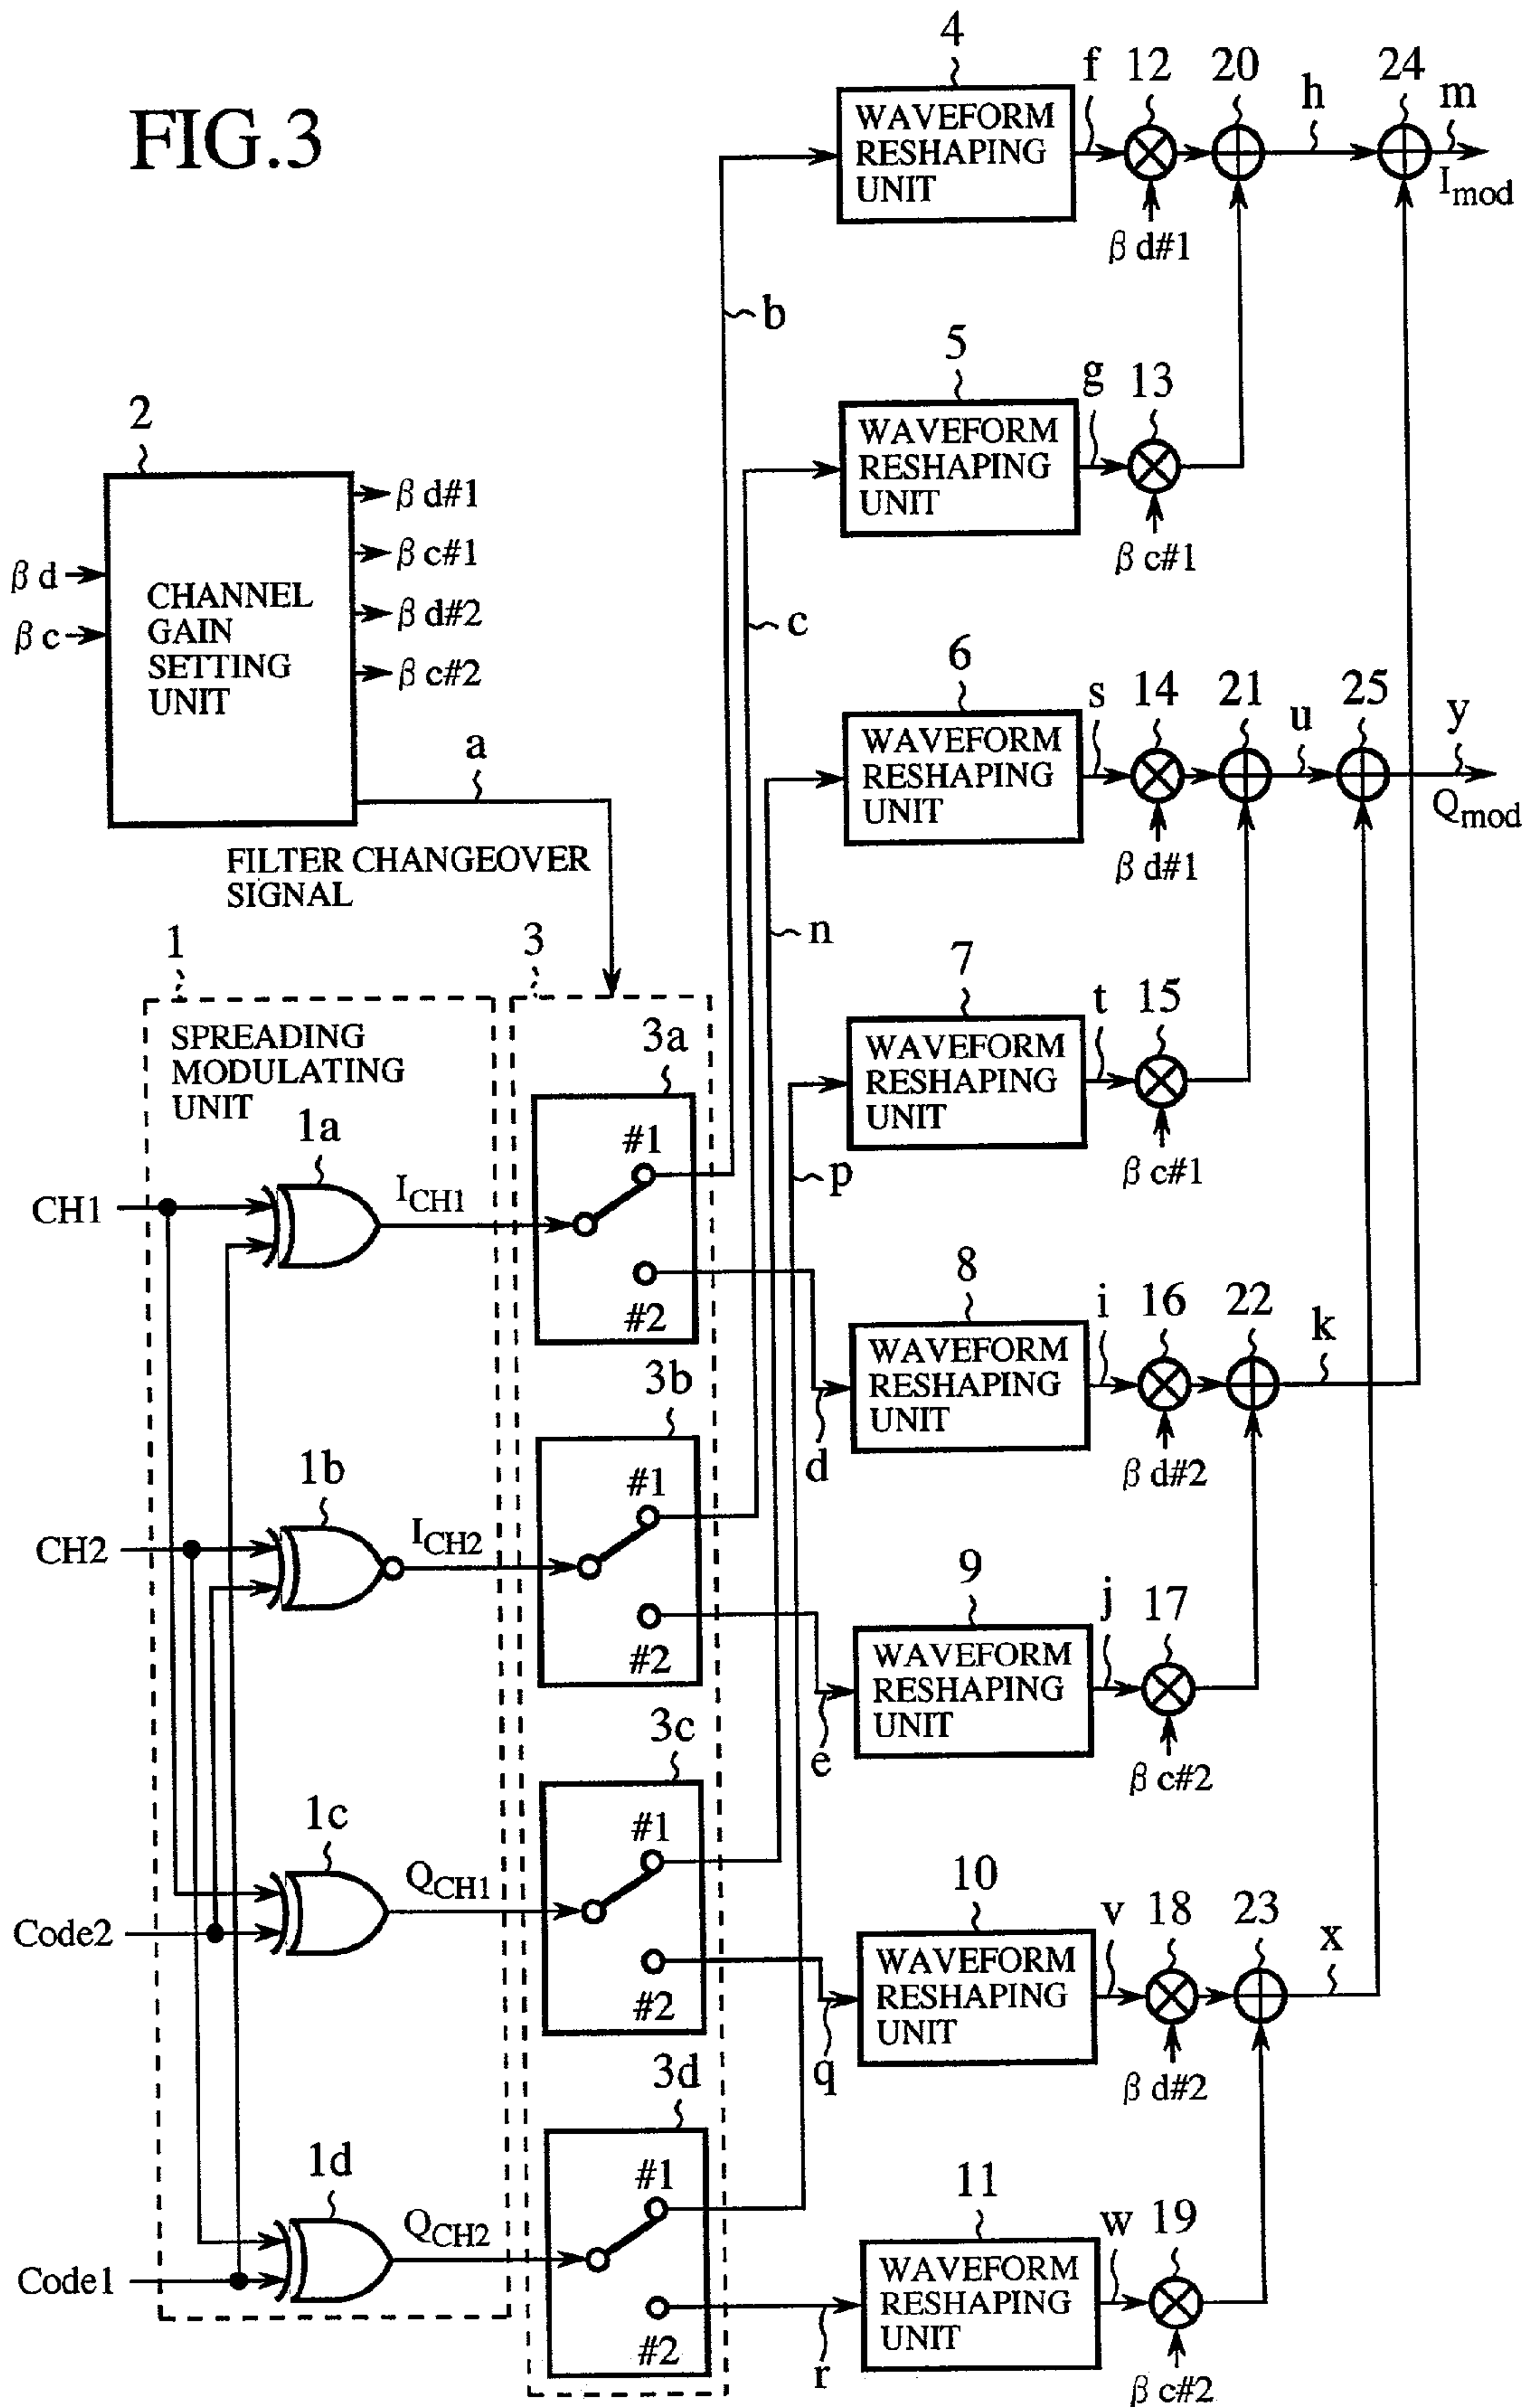 FIG.3
4
WAVEFORM
RESHAPING
UNIT
f
12
β d#1
20
h
24
m
I mod
b
5
WAVEFORM
RESHAPING
UNIT
g
13
β c#1
2
β d
β c
CHANNEL
GAIN
SETTING
UNIT
β d#1
β c#1
β d#2
β c#2
a
FILTER CHANGEOVER
SIGNAL
c
6
WAVEFORM
RESHAPING
UNIT
s
14
β d#1
21
u
25
y
Q mod
n
7
WAVEFORM
RESHAPING
UNIT
t
15
β c#1
p
1
SPREADING
MODULATING
UNIT
3
3a
#1
#2
1a
CH1
I CH1
8
WAVEFORM
RESHAPING
UNIT
d
i
16
β d#2
22
k
3b
#1
#2
1b
CH2
I CH2
9
WAVEFORM
RESHAPING
UNIT
e
j
17
β c#2
3c
#1
#2
1c
Code2
Q CH1
10
WAVEFORM
RESHAPING
UNIT
q
v
18
β d#2
23
x
3d
#1
#2
1d
Code1
Q CH2
11
WAVEFORM
RESHAPING
UNIT
r
w
19
β c#2